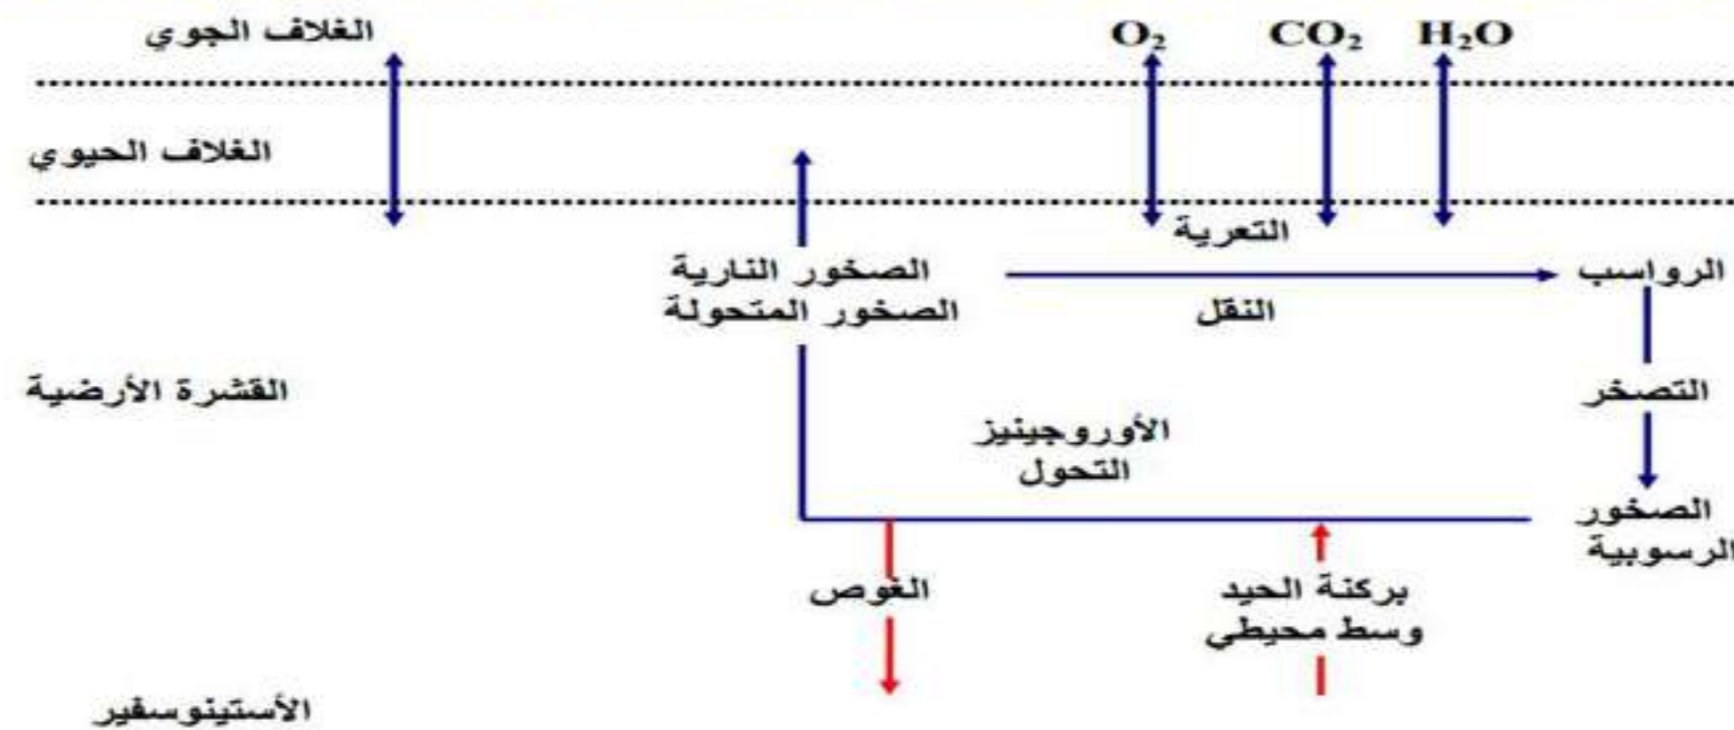 الغلاف الجوي
O₂ CO₂ H₂O
الغلاف الحيوي
التعرية
الصخور النارية
الرواسب
الصخور المتحولة
النقل
القشرة الأرضية
التصخر
الأوروجينيز
التحول
الصخور
الرسوبية
الغوص
بركنة الحيد
وسط محيطي
الأستينوسفير